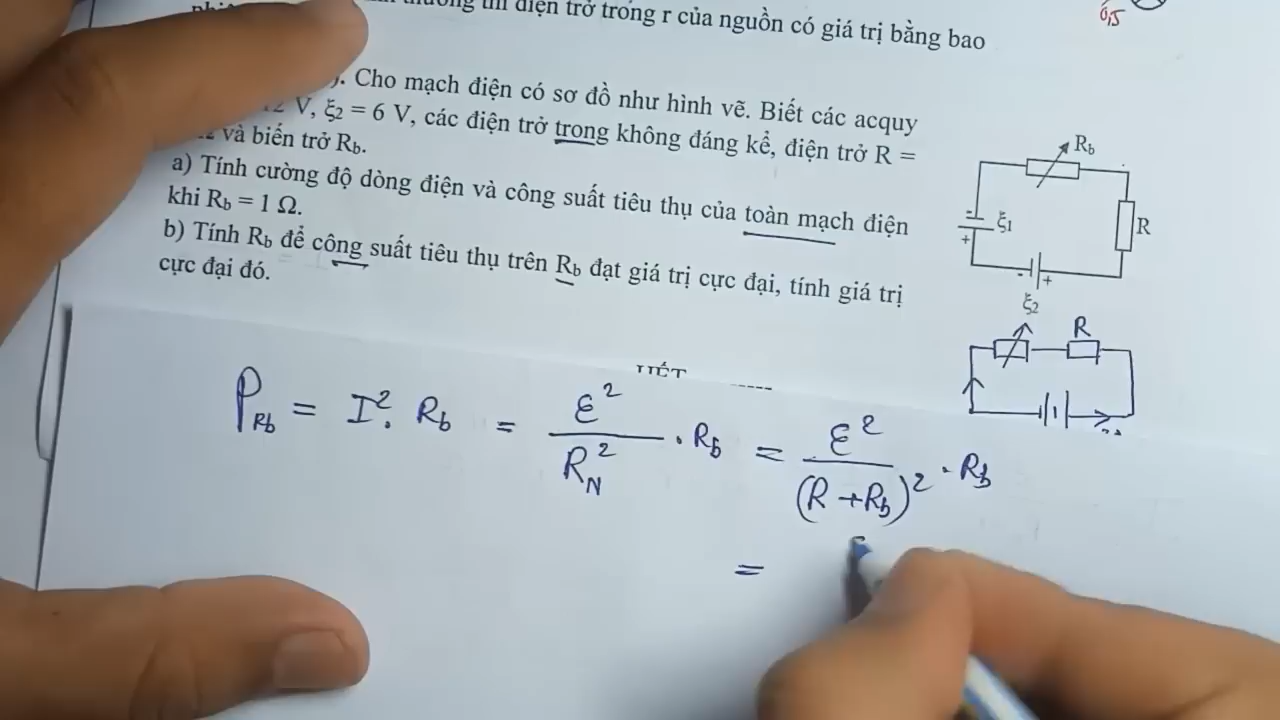 thì điện trở trong r của nguồn có giá trị bằng bao
0,5
). Cho mạch điện có sơ đồ như hình vẽ. Biết các acquy
V, ξ2 = 6 V, các điện trở trong không đáng kể, điện trở R =
và biến trở Rb.
a) Tính cường độ dòng điện và công suất tiêu thụ của toàn mạch điện
khi Rb = 1 Ω.
b) Tính Rb để công suất tiêu thụ trên Rb đạt giá trị cực đại, tính giá trị
cực đại đó.
Rb
ξ1
R
- +
- +
ξ2
R
P_Rb = I². Rb = ε² / R_N² . Rb = ε² / (R + Rb)² . Rb
=